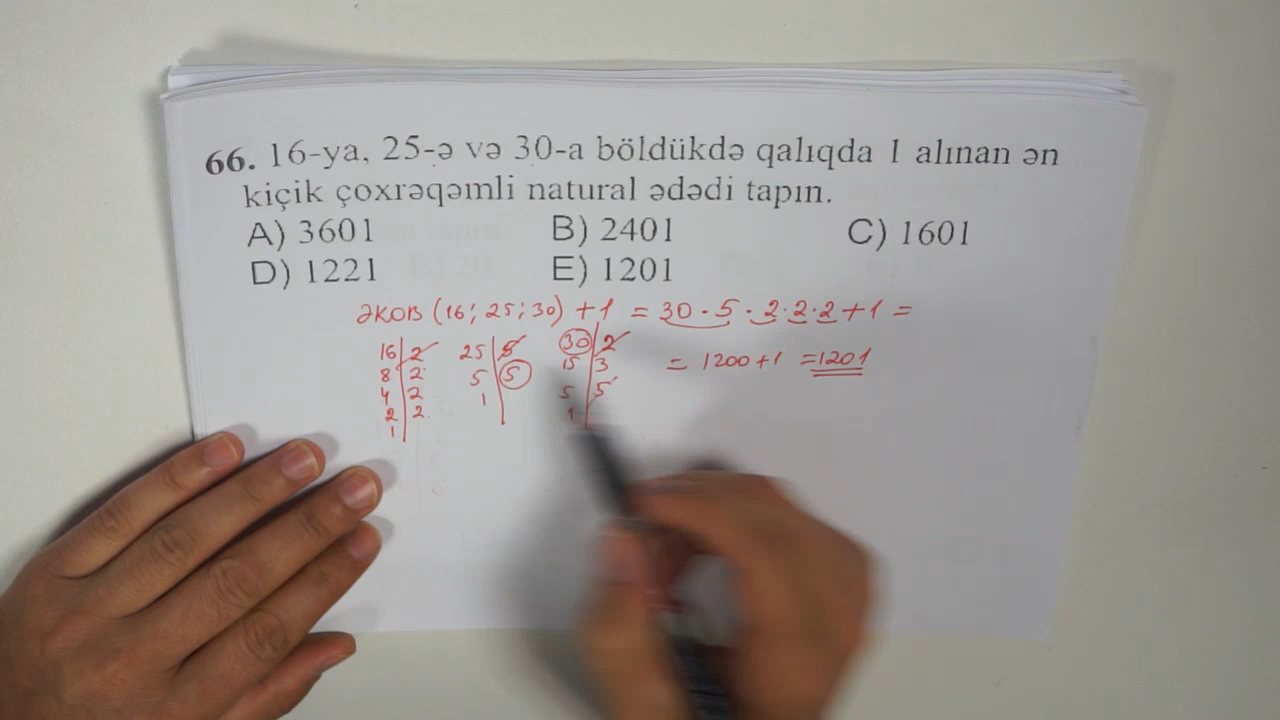 66. 16-ya, 25-ə və 30-a böldükdə qalıqda 1 alınan ən
kiçik çoxrəqəmli natural ədədi tapın.
A) 3601 B) 2401 C) 1601
D) 1221 E) 1201
ƏKOB (16; 25; 30) + 1 = 30 · 5 · 2 · 2 · 2 + 1 =
16 | 2 25 | 5 30 | 2
8 | 2 5 | 5 15 | 3
4 | 2 1 5 | 5
2 | 2 1
1
= 1200 + 1 = 1201